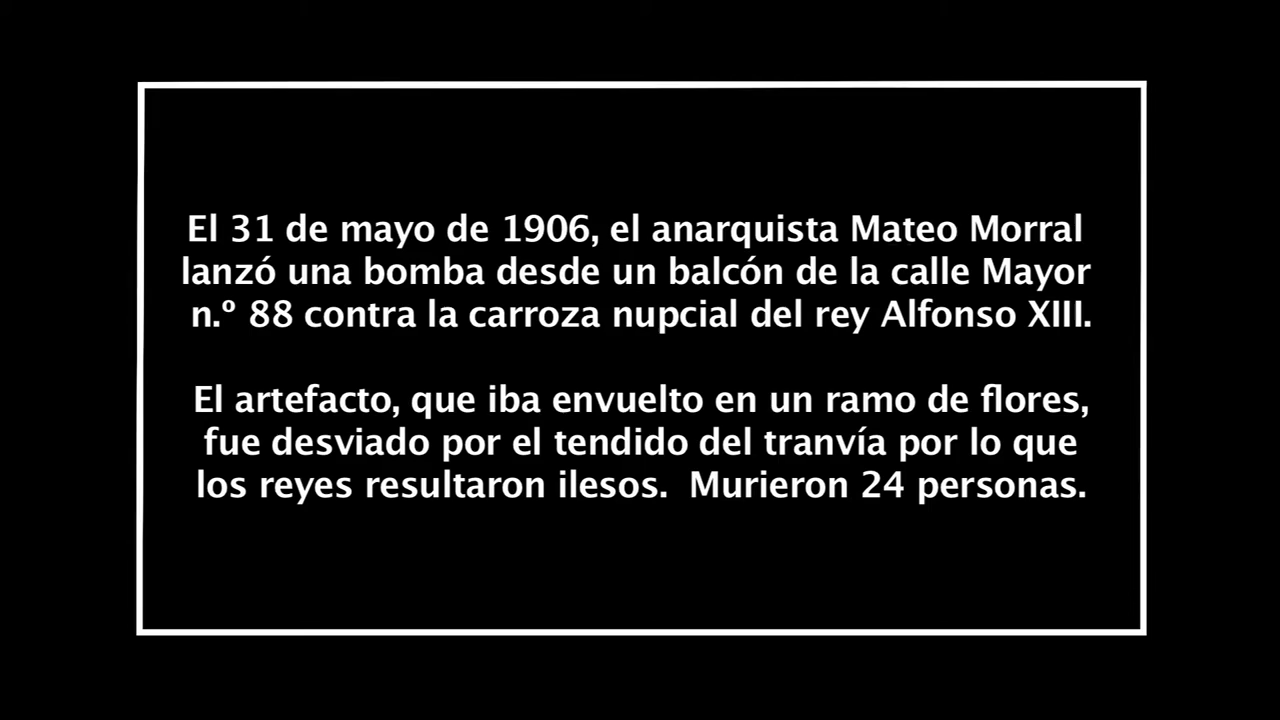 El 31 de mayo de 1906, el anarquista Mateo Morral
lanzó una bomba desde un balcón de la calle Mayor
n.º 88 contra la carroza nupcial del rey Alfonso XIII.
El artefacto, que iba envuelto en un ramo de flores,
fue desviado por el tendido del tranvía por lo que
los reyes resultaron ilesos.  Murieron 24 personas.